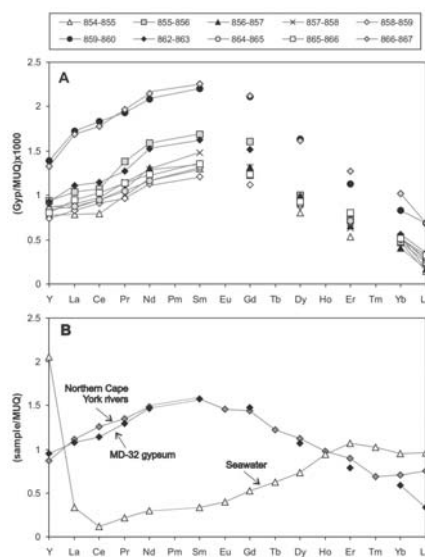 854-855 855-856 856-857 857-858 858-859
859-860 862-863 864-865 865-866 866-867
A
(Gyp/MUQ)x1000
2.5
2
1.5
1
0.5
0
Y La Ce Pr Nd Pm Sm Eu Gd Tb Dy Ho Er Tm Yb L
B
(sample/MUQ)
2.5
2
1.5
1
0.5
0
Northern Cape
York rivers
MD-32 gypsum
Seawater
Y La Ce Pr Nd Pm Sm Eu Gd Tb Dy Ho Er Tm Yb L